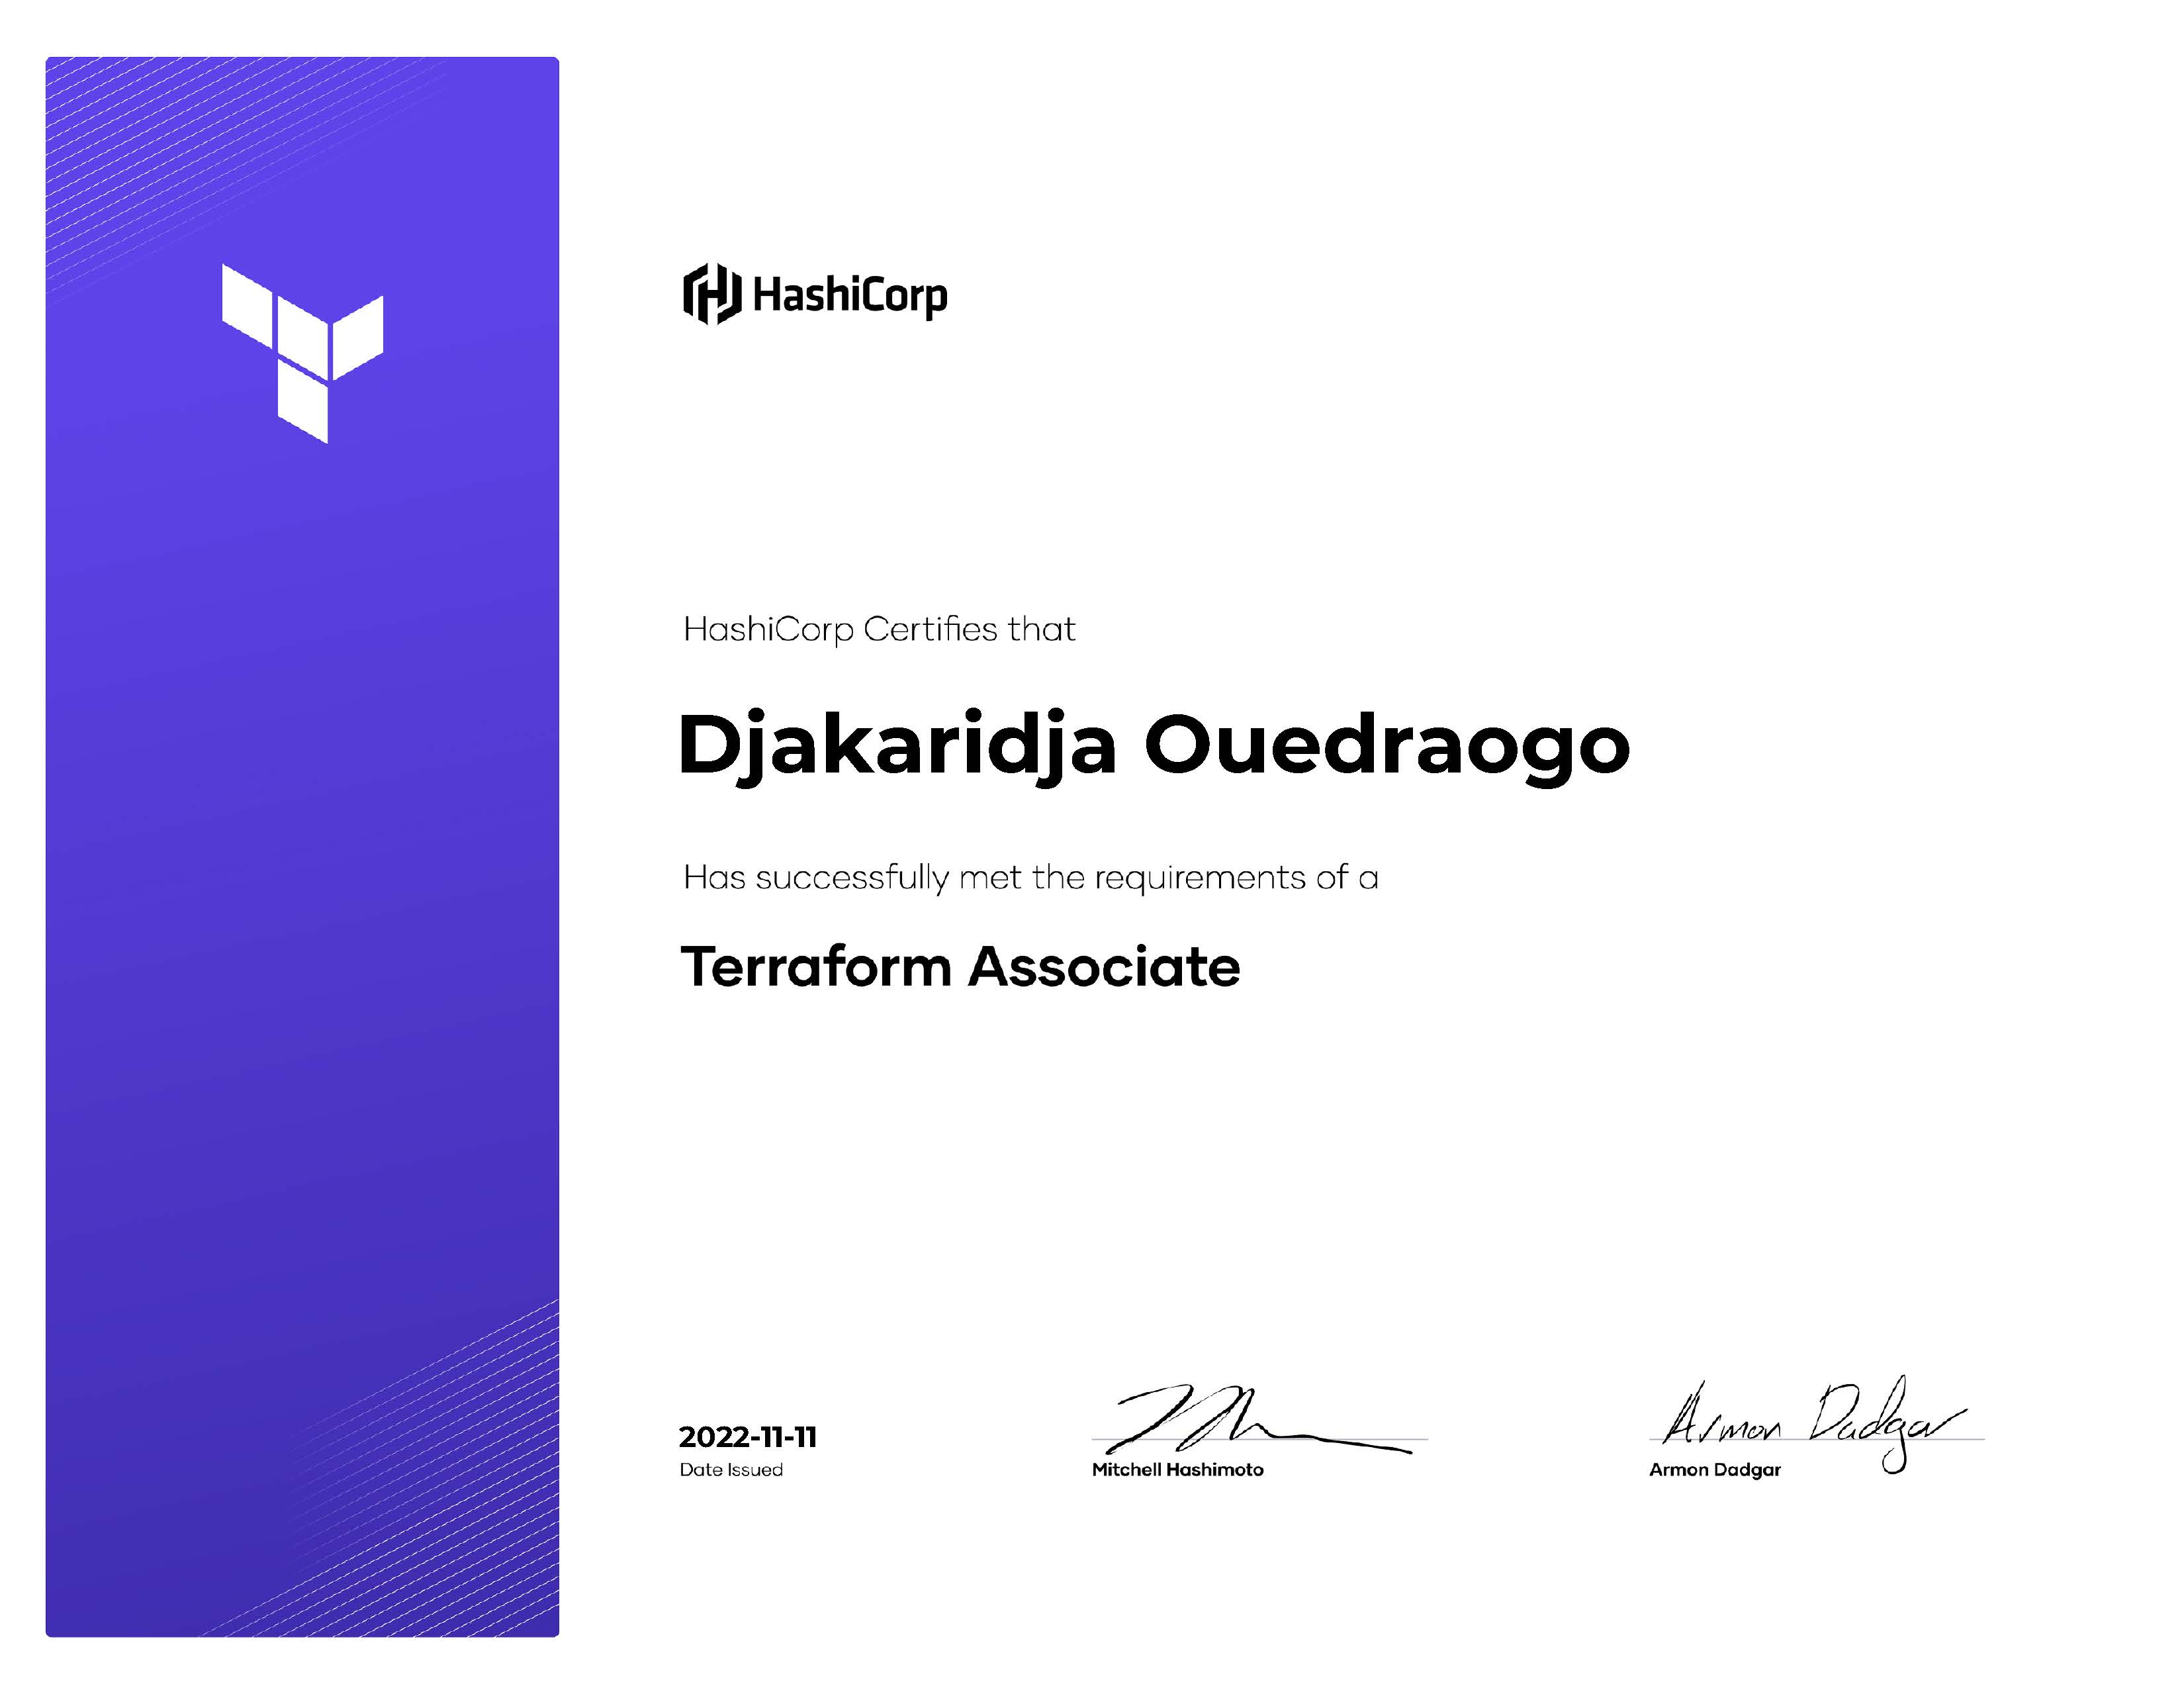 HashiCorp
HashiCorp Certifies that
Djakaridja Ouedraogo
Has successfully met the requirements of a
Terraform Associate
2022-11-11
Date Issued
Mitchell Hashimoto
Armon Dadgar
Armon Dadgar